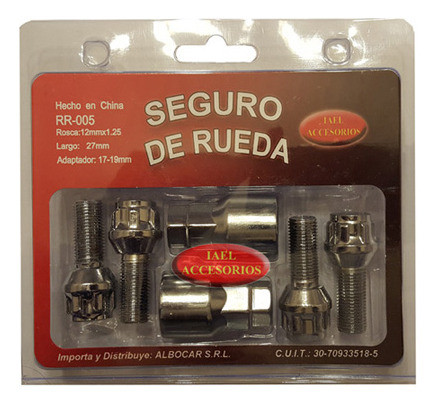 Hecho en China
RR-005
Rosca:12mmx1.25
Largo: 27mm
Adaptador: 17-19mm
SEGURO
DE RUEDA
IAEL
ACCESORIOS
IAEL
ACCESORIOS
Importa y Distribuye: ALBOCAR S.R.L.
C.U.I.T.: 30-70933518-5